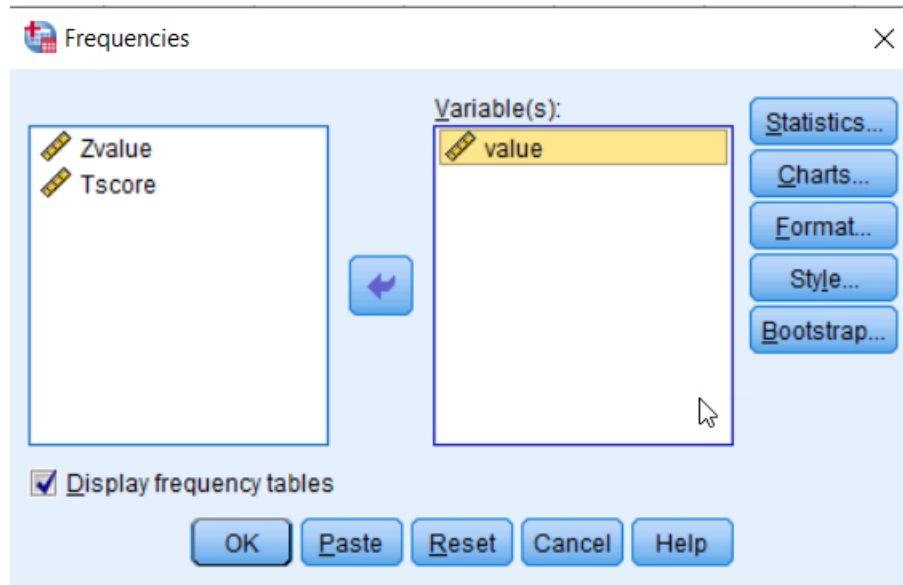 Frequencies
Variable(s):
Zvalue
Tscore
value
Statistics...
Charts...
Format...
Style...
Bootstrap...
Display frequency tables
OK Paste Reset Cancel Help